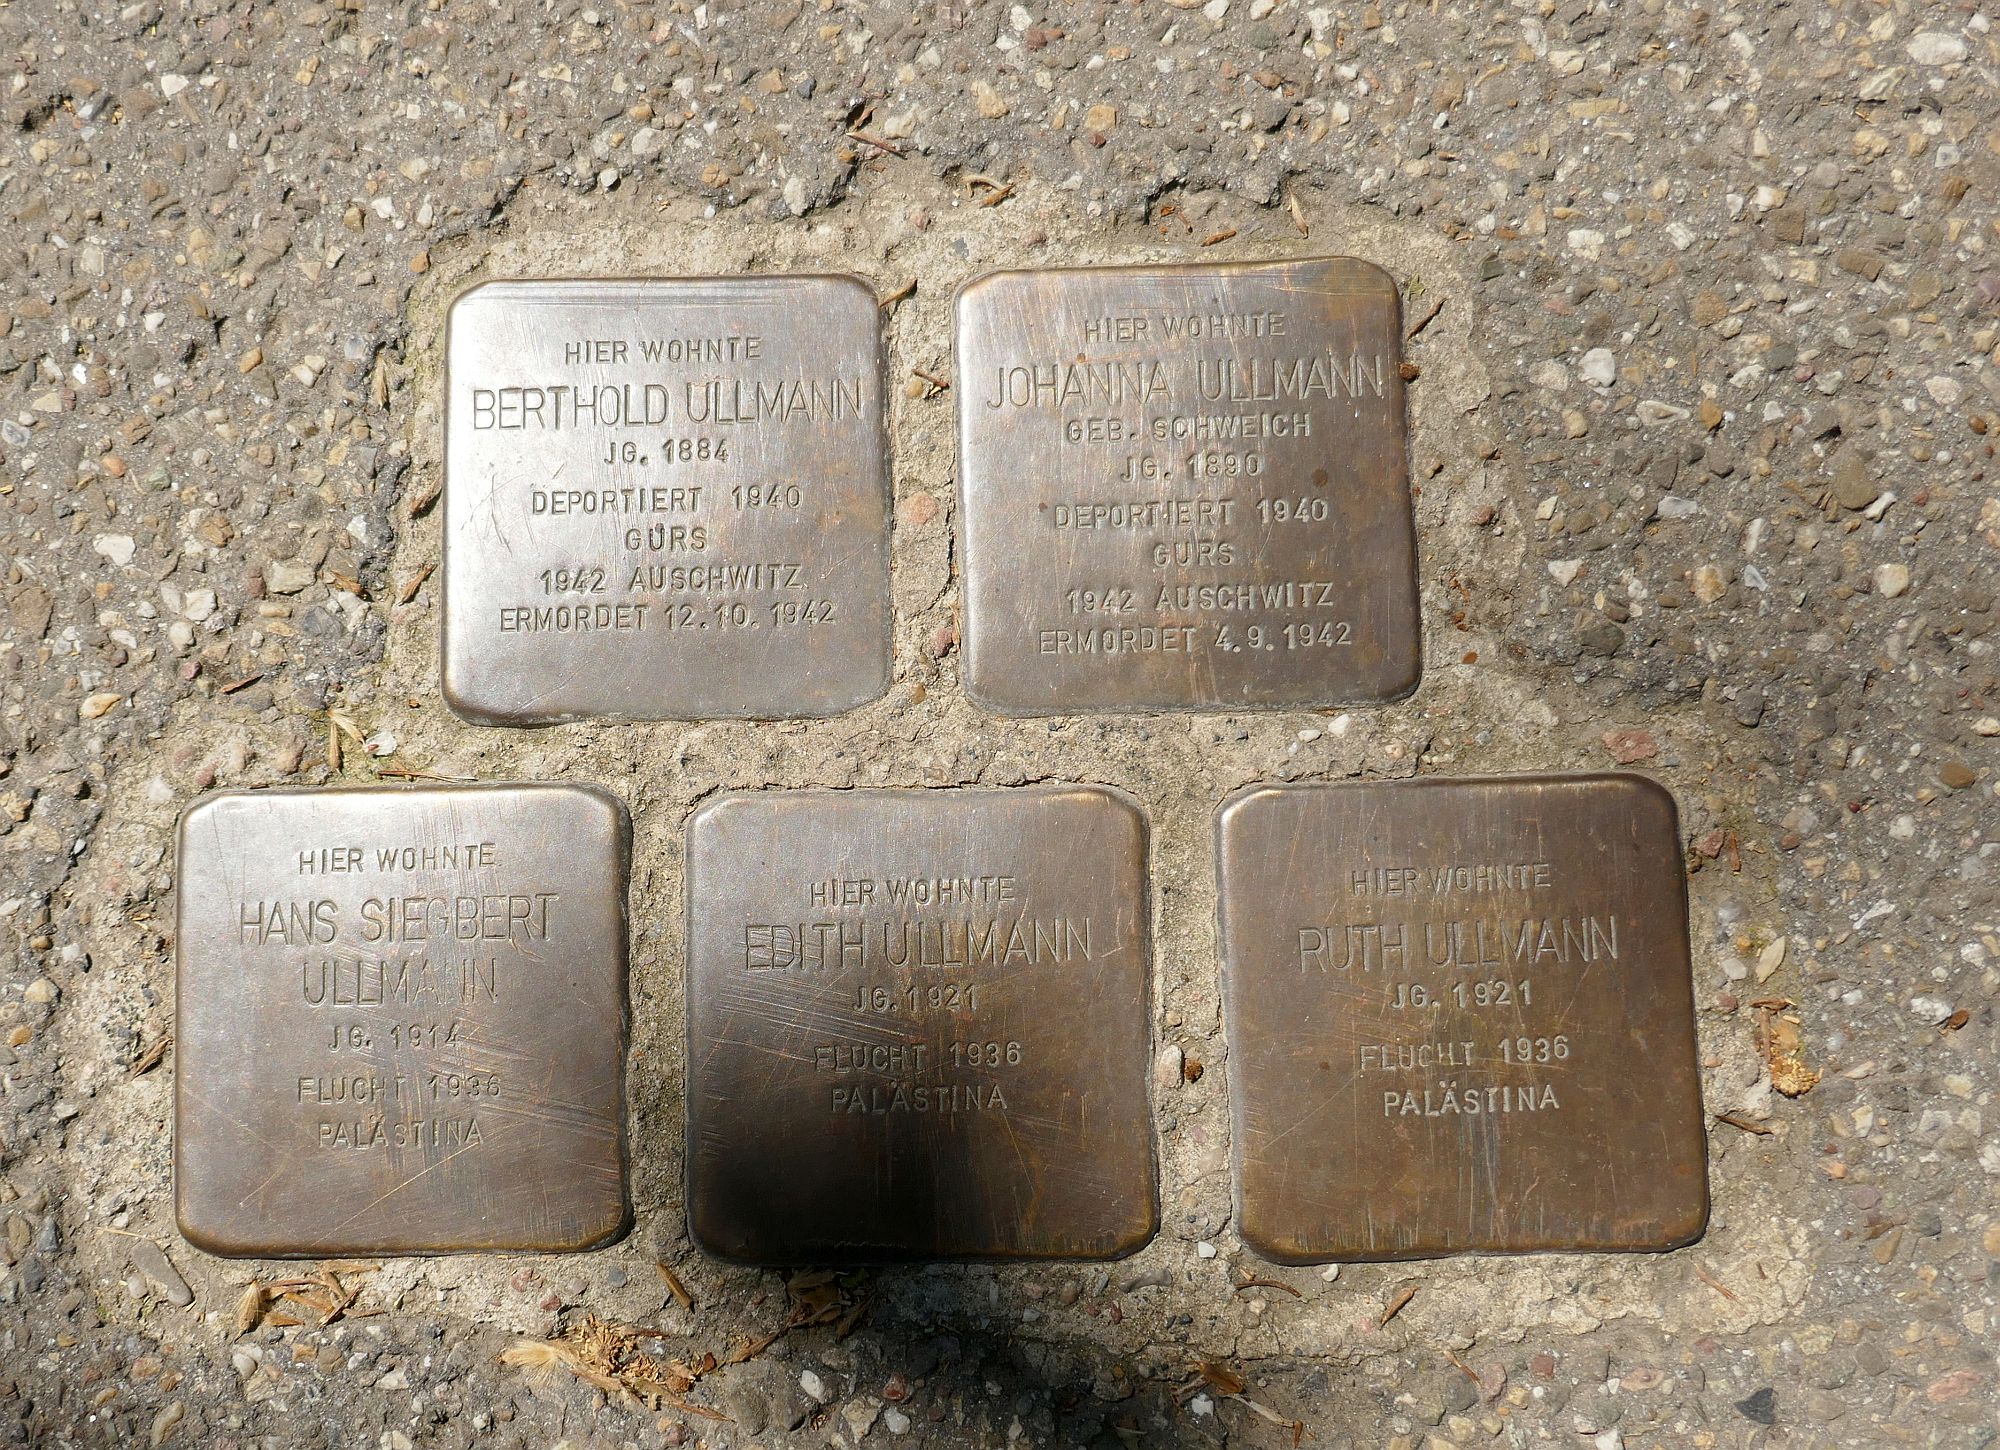 HIER WOHNTE
BERTHOLD ULLMANN
JG. 1884
DEPORTIERT 1940
GURS
1942 AUSCHWITZ
ERMORDET 12.10.1942
HIER WOHNTE
JOHANNA ULLMANN
GEB. SCHWEICH
JG. 1890
DEPORTIERT 1940
GURS
1942 AUSCHWITZ
ERMORDET 4.9.1942
HIER WOHNTE
HANS SIEGBERT
ULLMANN
JG. 1914
FLUCHT 1936
PALÄSTINA
HIER WOHNTE
EDITH ULLMANN
JG. 1921
FLUCHT 1936
PALÄSTINA
HIER WOHNTE
RUTH ULLMANN
JG. 1921
FLUCHT 1936
PALÄSTINA